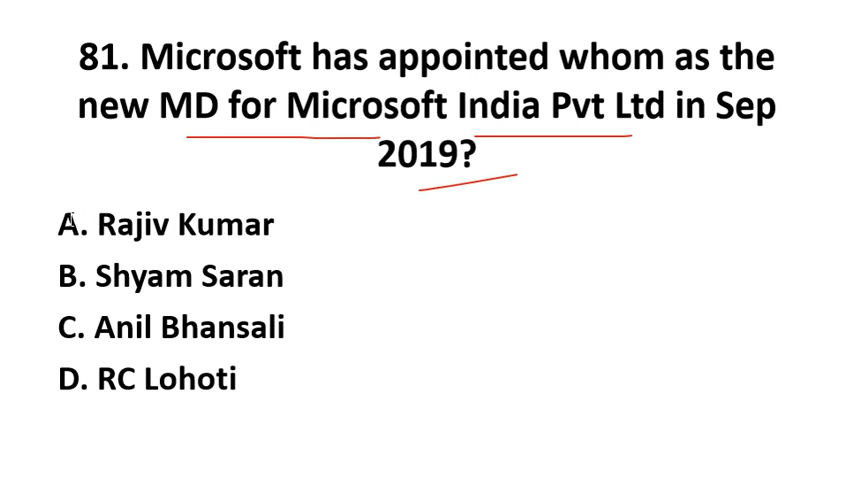 81. Microsoft has appointed whom as the
new MD for Microsoft India Pvt Ltd in Sep
2019?
A. Rajiv Kumar
B. Shyam Saran
C. Anil Bhansali
D. RC Lohoti